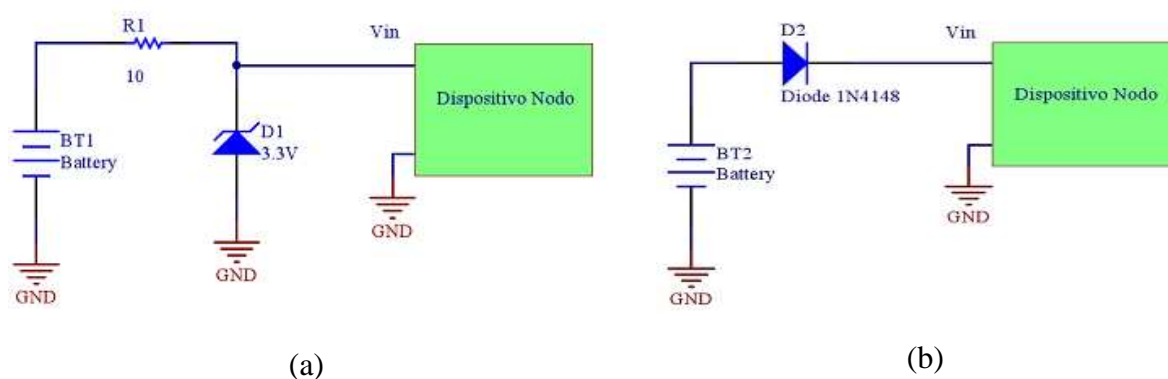 R1
10
Vin
Dispositivo Nodo
BT1
Battery
D1
3.3V
GND
GND
GND
(a)
D2
Diode 1N4148
Vin
Dispositivo Nodo
BT2
Battery
GND
GND
(b)